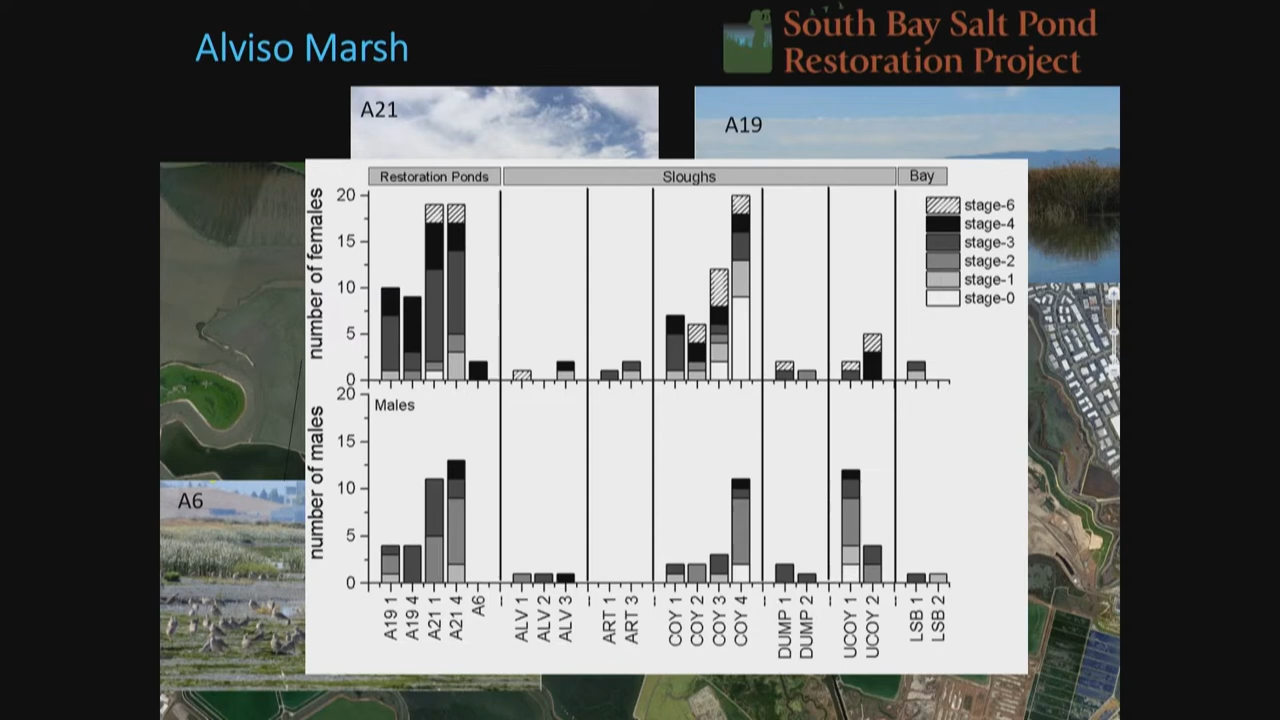 Alviso Marsh
South Bay Salt Pond
Restoration Project
A21
A19
Restoration Ponds
Sloughs
Bay
number of females
20
15
10
5
0
stage-6
stage-4
stage-3
stage-2
stage-1
stage-0
number of males
20
15
10
5
0
Males
A6
A19 1
A19 4
A21 1
A21 4
A6
ALV 1
ALV 2
ALV 3
ART 1
ART 3
COY 1
COY 2
COY 3
COY 4
DUMP 1
DUMP 2
UCOY 1
UCOY 2
LSB 1
LSB 2